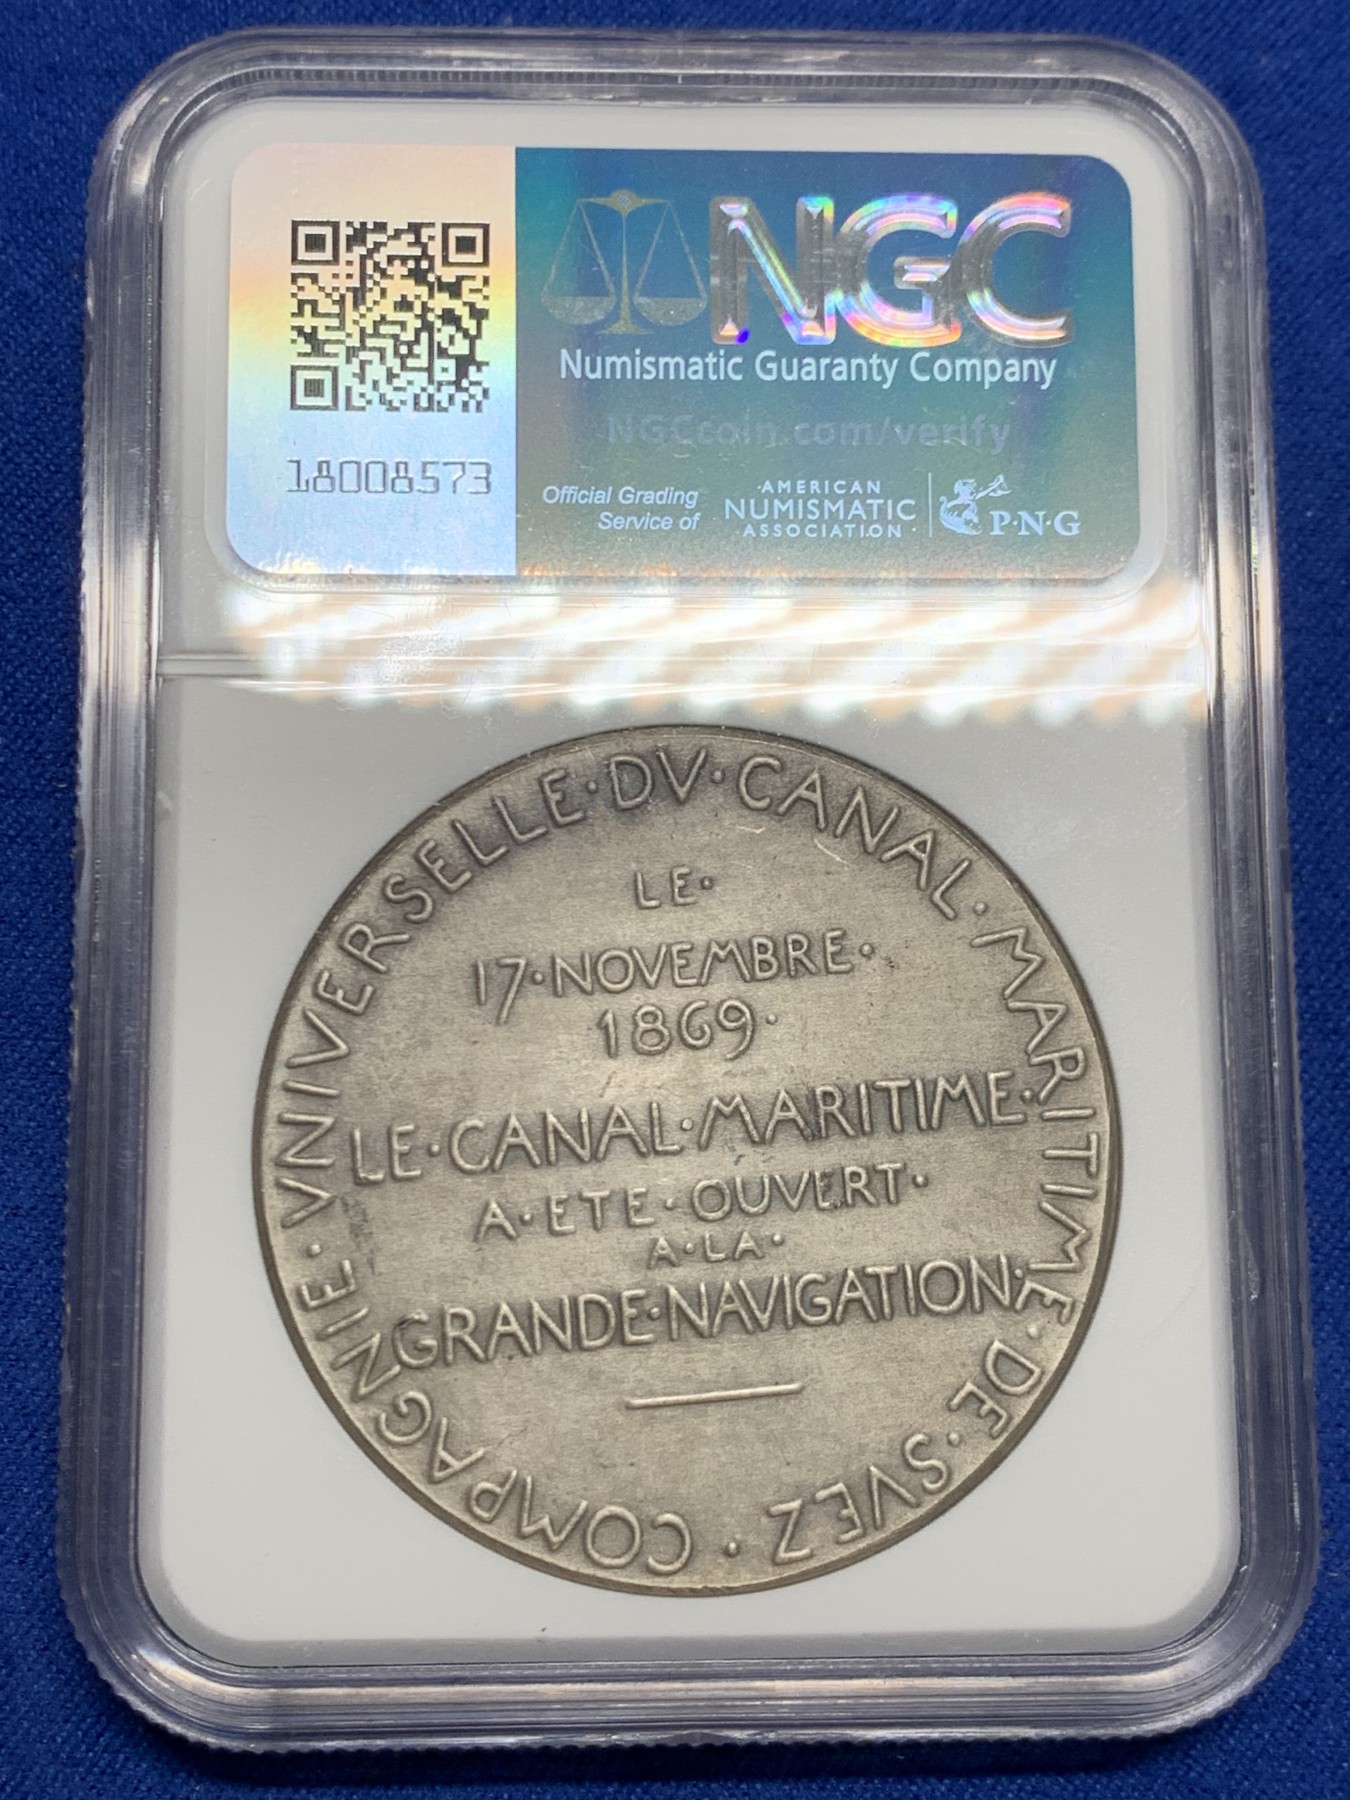 NGC
Numismatic Guaranty Company
NGCcoin.com/verify
18008573
Official Grading
Service of
·AMERICAN
NUMISMATIC
ASSOCIATION·
P·N·G
COMPAGNIE·VNIVERSELLE·DV·CANAL·MARITIME·DE·SVEZ·
LE·
17·NOVEMBRE·
1869·
LE·CANAL·MARITIME·
A·ETE·OUVERT·
A·LA·
GRANDE·NAVIGATION·